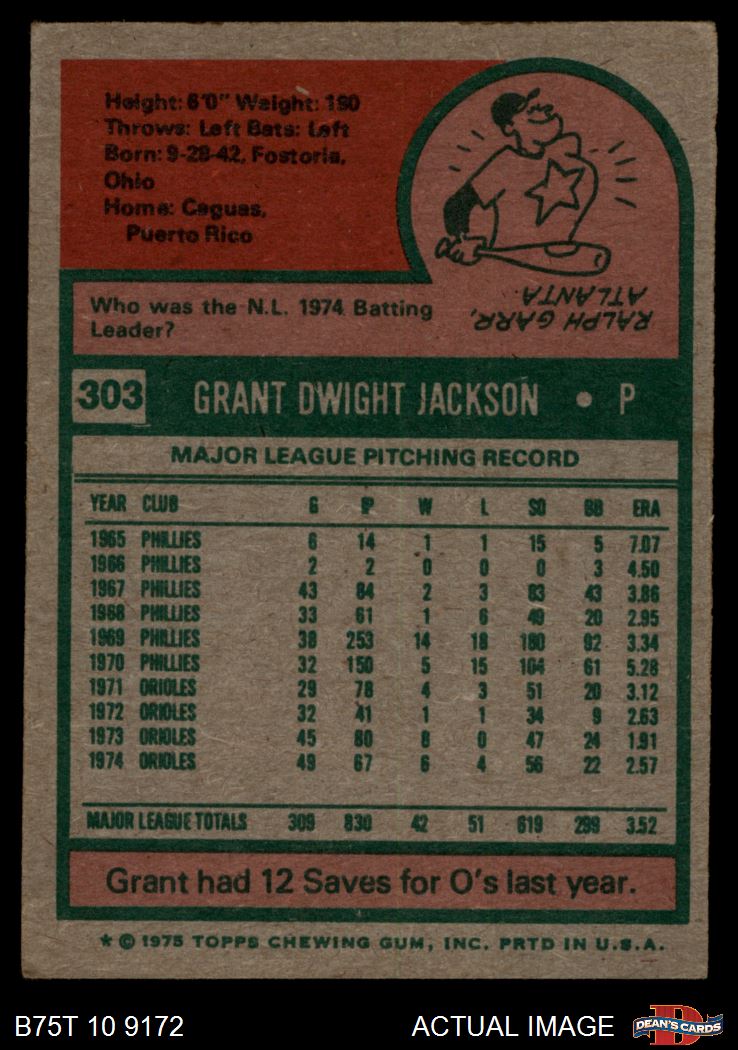 Height: 6'0" Weight: 190
Throws: Left Bats: Left
Born: 9-28-42, Fostoria,
Ohio
Home: Caguas,
Puerto Rico
Who was the N.L. 1974 Batting
Leader?
RALPH GARR,
ATLANTA
303 GRANT DWIGHT JACKSON • P
MAJOR LEAGUE PITCHING RECORD
YEAR CLUB G IP W L SO BB ERA
1965 PHILLIES 6 14 1 1 15 5 7.07
1966 PHILLIES 2 2 0 0 0 3 4.50
1967 PHILLIES 43 84 2 3 83 43 3.86
1968 PHILLIES 33 61 1 6 49 20 2.95
1969 PHILLIES 38 253 14 18 180 92 3.34
1970 PHILLIES 32 150 5 15 104 61 5.28
1971 ORIOLES 29 78 4 3 51 20 3.12
1972 ORIOLES 32 41 1 1 34 9 2.63
1973 ORIOLES 45 80 8 0 47 24 1.91
1974 ORIOLES 49 67 6 4 56 22 2.57
MAJOR LEAGUE TOTALS 309 830 42 51 619 299 3.52
Grant had 12 Saves for O's last year.
* © 1975 TOPPS CHEWING GUM, INC. PRTD IN U.S.A.
B75T 10 9172 ACTUAL IMAGE D DEAN'S CARDS